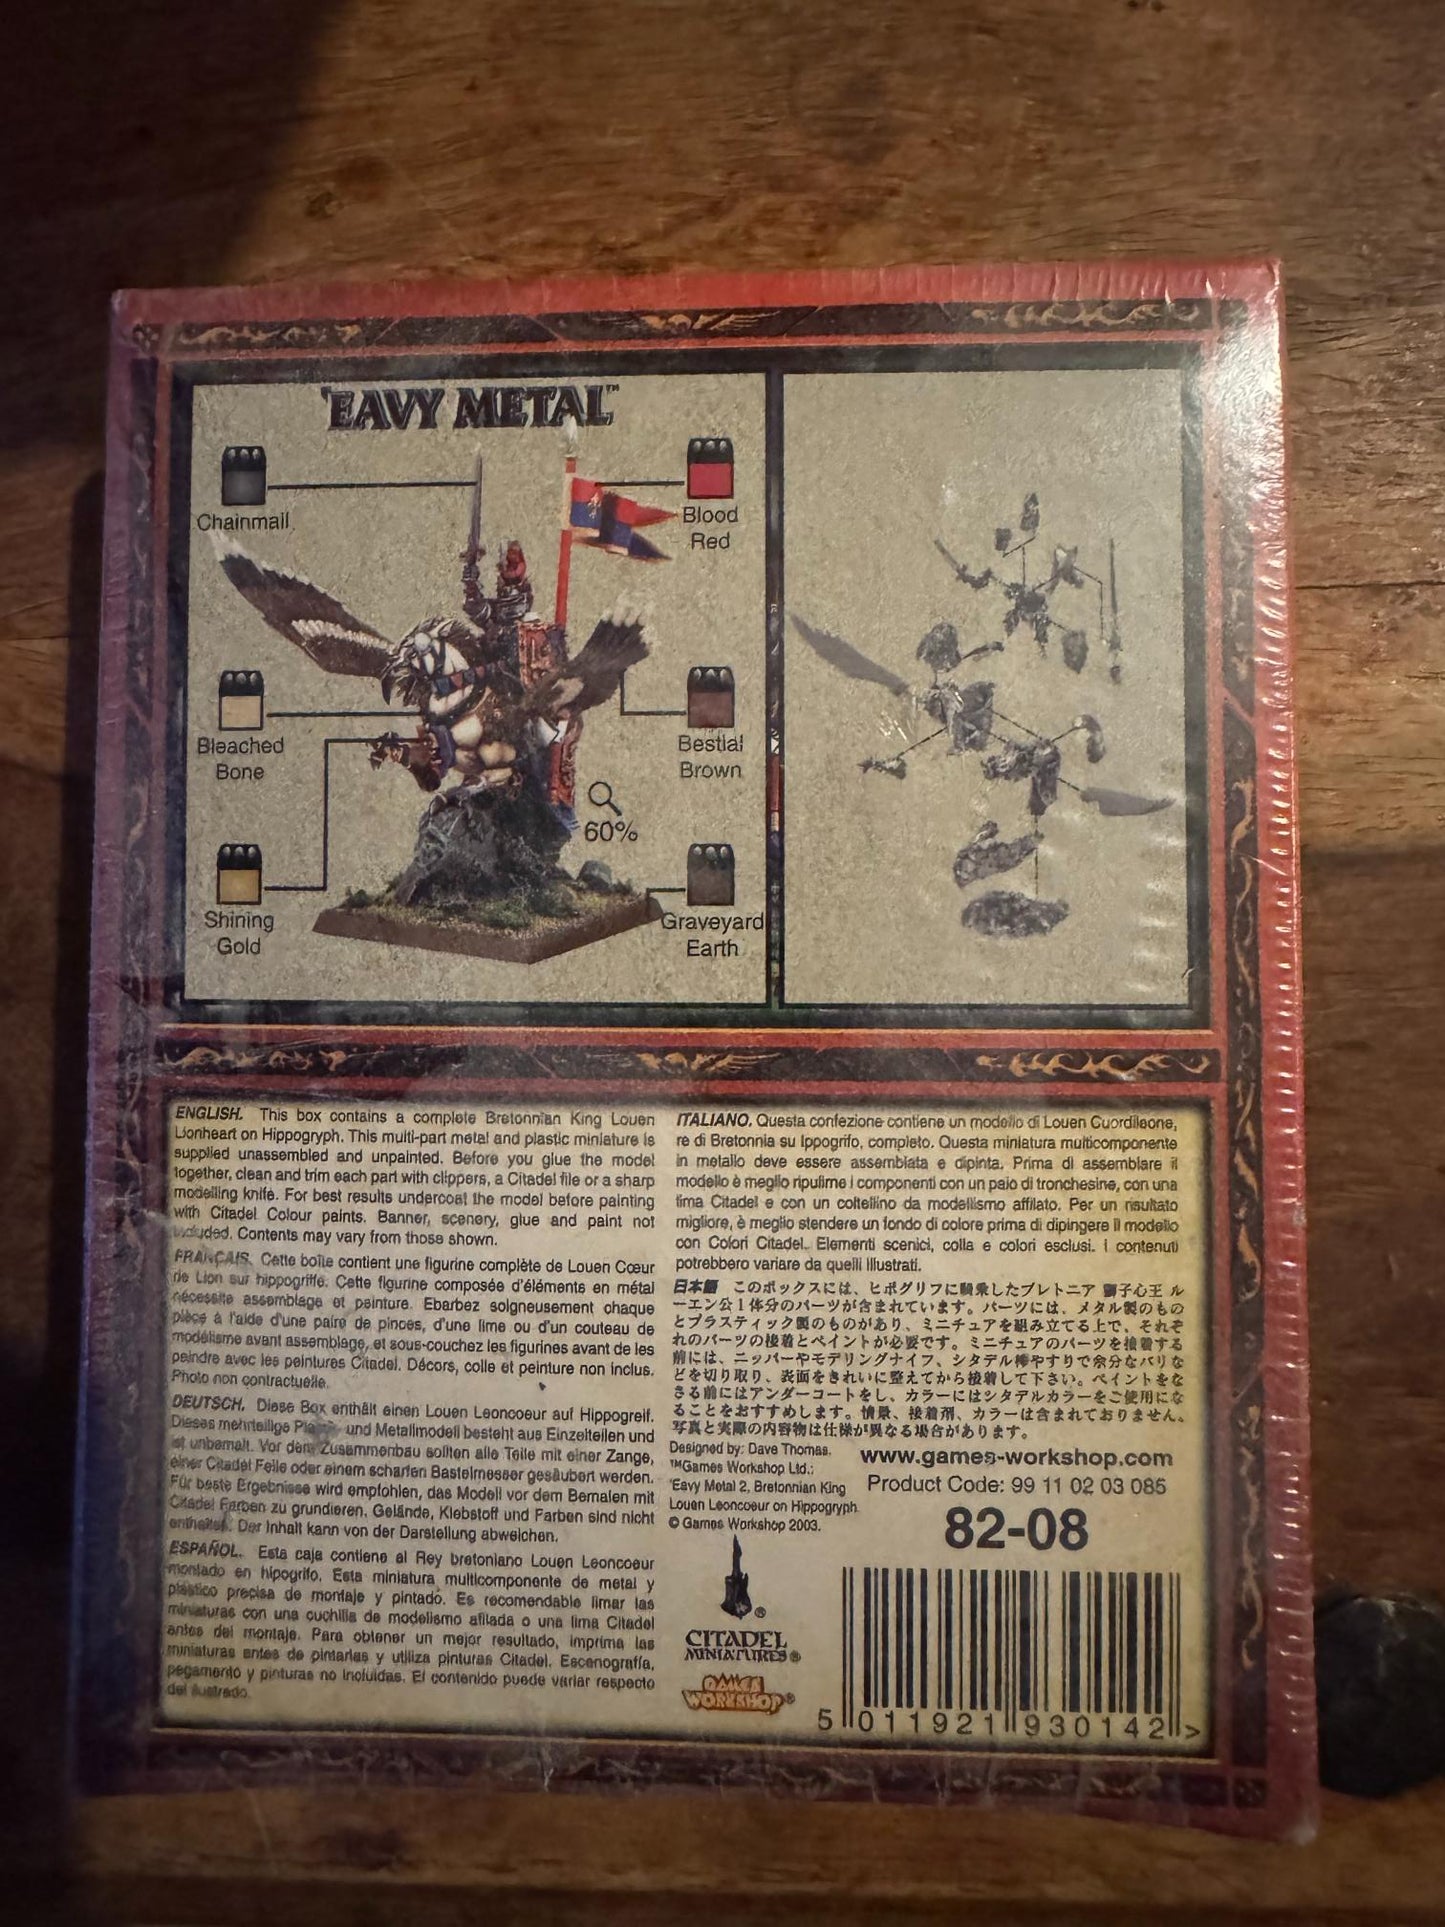 'EAVY METAL™
Chainmail
Blood
Red
Bleached
Bone
Bestial
Brown
60%
Shining
Gold
Graveyard
Earth
ENGLISH. This box contains a complete Bretonnian King Louen
Lionheart on Hippogryph. This multi-part metal and plastic miniature is
supplied unassembled and unpainted. Before you glue the model
together, clean and trim each part with clippers, a Citadel file or a sharp
modelling knife. For best results undercoat the model before painting
with Citadel Colour paints. Banner, scenery, glue and paint not
included. Contents may vary from those shown.
FRANÇAIS. Cette boîte contient une figurine complète de Louen Cœur
de Lion sur hippogriffe. Cette figurine composée d'éléments en métal
nécessite assemblage et peinture. Ebarbez soigneusement chaque
pièce à l'aide d'une paire de pinces, d'une lime ou d'un couteau de
modélisme avant assemblage, et sous-couchez les figurines avant de les
peindre avec les peintures Citadel. Décors, colle et peinture non inclus.
Photo non contractuelle.
DEUTSCH. Diese Box enthält einen Louen Leoncoeur auf Hippogreif.
Dieses mehrteilige und Metallmodell besteht aus Einzelteilen und
ist unbemalt. Vor dem Zusammenbau sollten alle Teile mit einer Zange,
einer Citadel Feile oder einem scharfen Bastelmesser gesäubert werden.
Für beste Ergebnisse wird empfohlen, das Modell vor dem Bemalen mit
Citadel Farben zu grundieren. Gelände, Klebstoff und Farben sind nicht
enthalten. Der Inhalt kann von der Darstellung abweichen.
ESPAÑOL. Esta caja contiene al Rey bretoniano Louen Leoncoeur
montado en hipogrifo. Esta miniatura multicomponente de metal y
plástico precisa de montaje y pintado. Es recomendable limar las
miniaturas con una cuchilla de modelismo afilada o una lima Citadel
antes del montaje. Para obtener un mejor resultado, imprima las
miniaturas antes de pintarlas y utiliza pinturas Citadel. Escenografía,
pegamento y pinturas no incluidas. El contenido puede variar respecto
del ilustrado.
ITALIANO. Questa confezione contiene un modello di Louen Cuordileone,
re di Bretonnia su Ippogrifo, completo. Questa miniatura multicomponente
in metallo deve essere assemblata e dipinta. Prima di assemblare il
modello è meglio ripulirne i componenti con un paio di tronchesine, con una
lima Citadel e con un coltellino da modellismo affilato. Per un risultato
migliore, è meglio stendere un fondo di colore prima di dipingere il modello
con Colori Citadel. Elementi scenici, colla e colori esclusi. I contenuti
potrebbero variare da quelli illustrati.
日本語 このボックスには、ヒポグリフに騎乗したブレトニア 獅子心王 ル
ーエン公1体分のパーツが含まれています。パーツには、メタル製のもの
とプラスティック製のものがあり、ミニチュアを組み立てる上で、それぞ
れのパーツの接着とペイントが必要です。ミニチュアのパーツを接着する
前には、ニッパーやモデリングナイフ、シタデル棒やすりで余分なバリな
どを切り取り、表面をきれいに整えてから接着して下さい。ペイントをな
さる前にはアンダーコートをし、カラーにはシタデルカラーをご使用にな
ることをおすすめします。情景、接着剤、カラーは含まれておりません。
写真と実際の内容物は仕様が異なる場合があります。
Designed by: Dave Thomas.
™Games Workshop Ltd.:
'Eavy Metal 2, Bretonnian King
Louen Leoncoeur on Hippogryph.
© Games Workshop 2003.
www.games-workshop.com
Product Code: 99 11 02 03 085
82-08
®
CITADEL
MINIATURES®
GAMES
WORKSHOP®
5 011921 930142 >